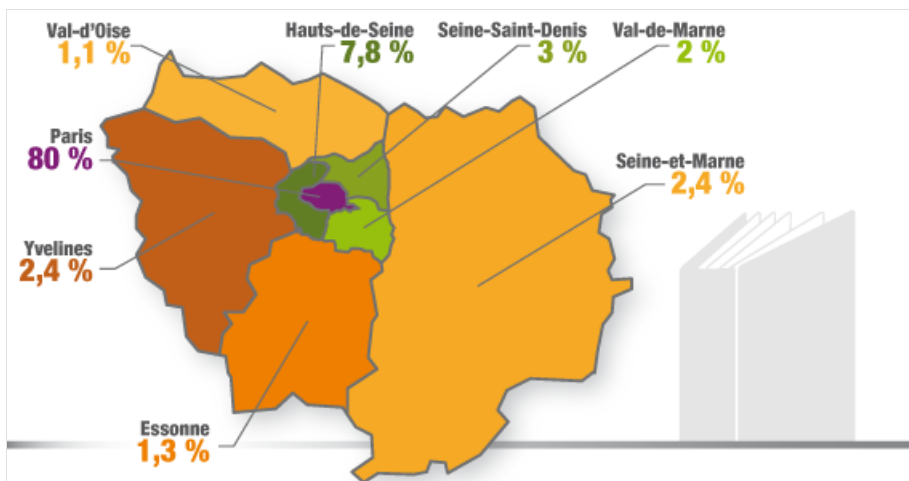 Val-d'Oise
1,1 %
Hauts-de-Seine
7,8 %
Seine-Saint-Denis
3 %
Val-de-Marne
2 %
Paris
80 %
Seine-et-Marne
2,4 %
Yvelines
2,4 %
Essonne
1,3 %